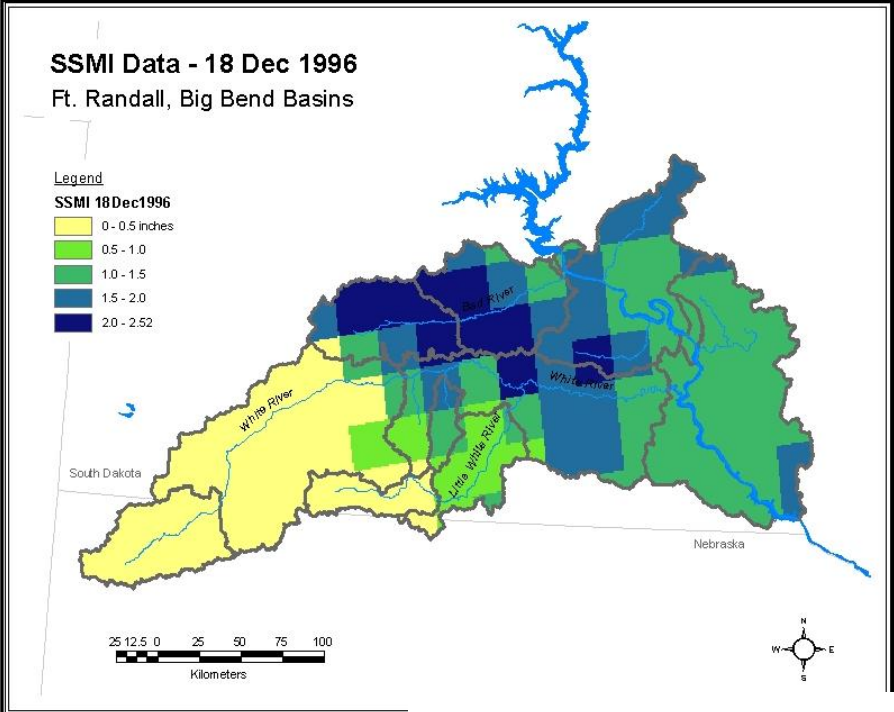 SSMI Data - 18 Dec 1996
Ft. Randall, Big Bend Basins
Legend
SSMI 18Dec1996
0 - 0.5 inches
0.5 - 1.0
1.0 - 1.5
1.5 - 2.0
2.0 - 2.52
Bad River
White River
White River
Little White River
South Dakota
Nebraska
25 12.5 0 25 50 75 100
Kilometers
N
W E
S